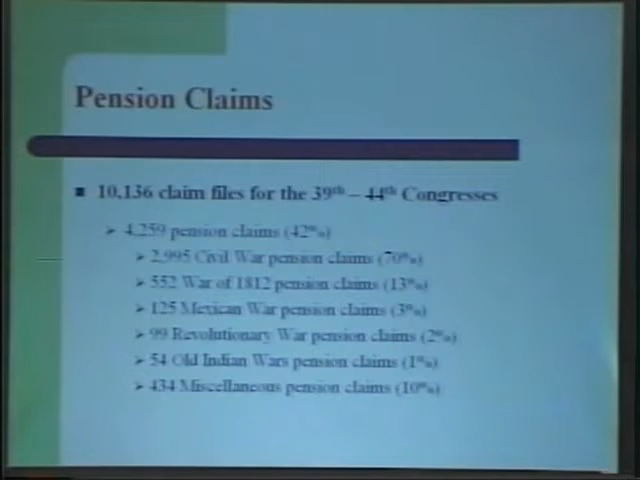 Pension Claims
10,136 claim files for the 39th – 44th Congresses
4,259 pension claims (42%)
2,995 Civil War pension claims (70%)
552 War of 1812 pension claims (13%)
125 Mexican War pension claims (3%)
99 Revolutionary War pension claims (2%)
54 Old Indian Wars pension claims (1%)
434 Miscellaneous pension claims (10%)